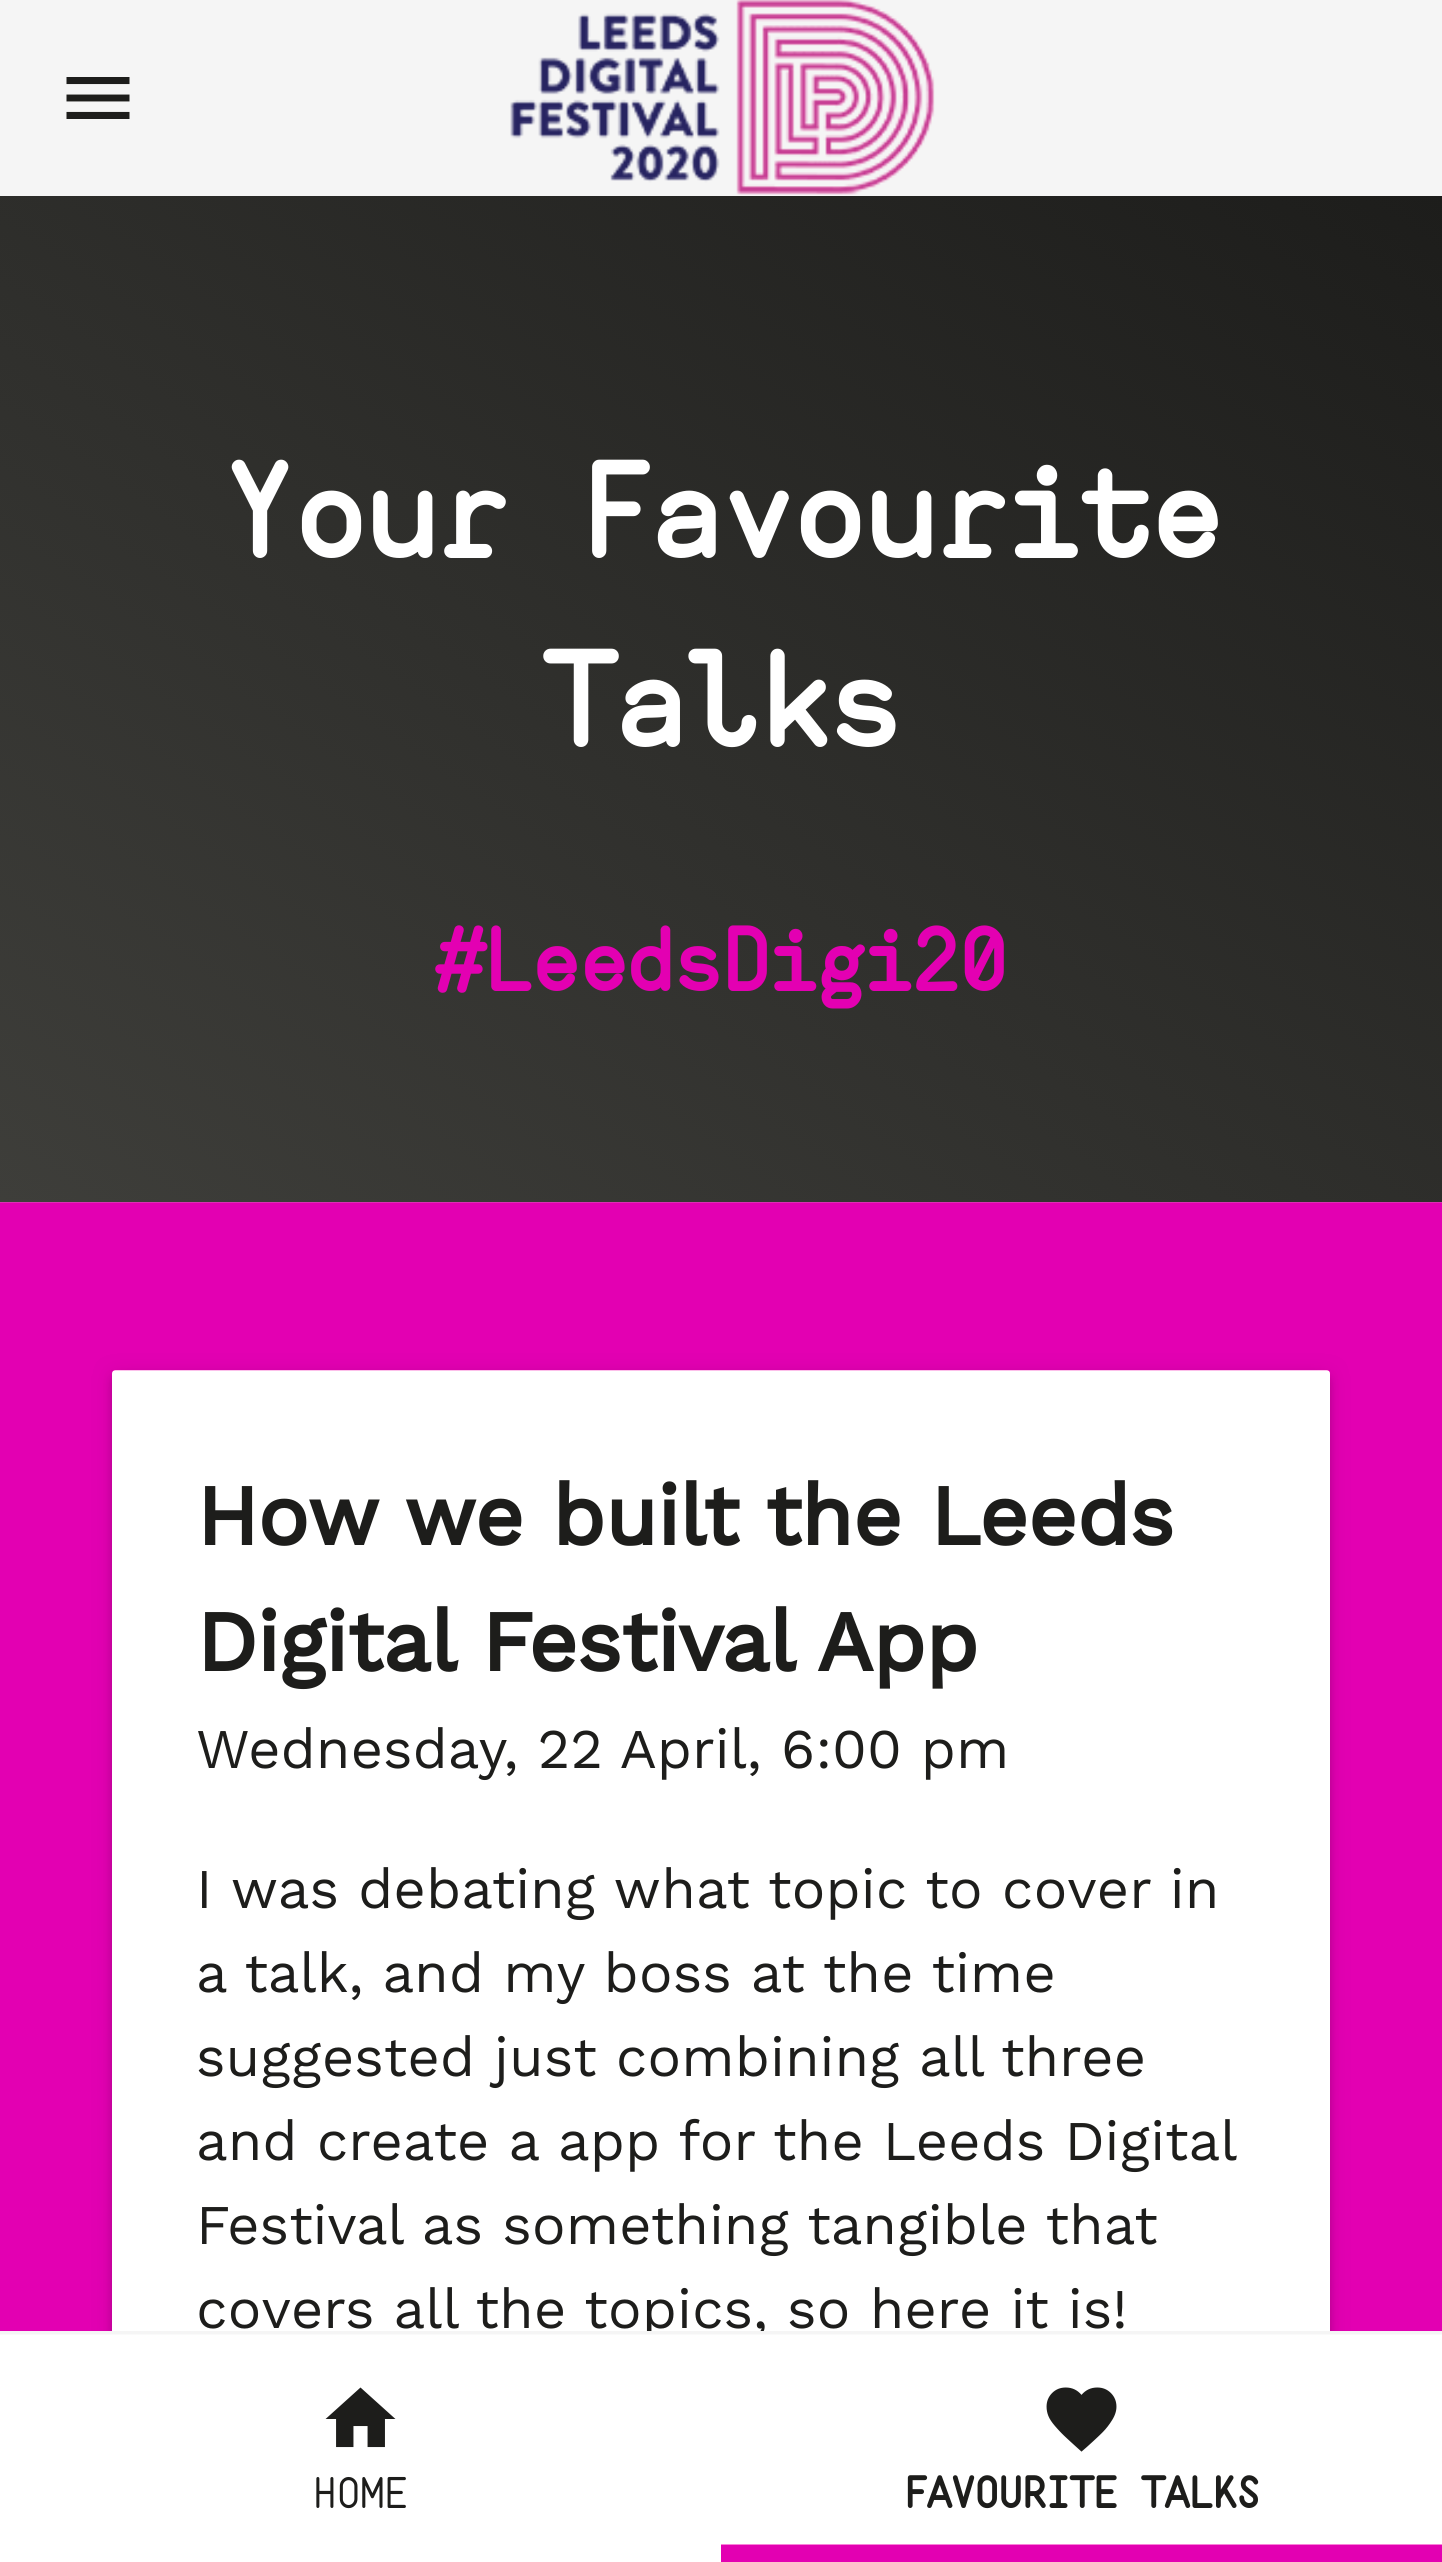 LEEDS
DIGITAL
FESTIVAL
2020
Your Favourite
Talks
#LeedsDigi20
How we built the Leeds
Digital Festival App
Wednesday, 22 April, 6:00 pm
I was debating what topic to cover in
a talk, and my boss at the time
suggested just combining all three
and create a app for the Leeds Digital
Festival as something tangible that
covers all the topics, so here it is!
HOME
FAVOURITE TALKS